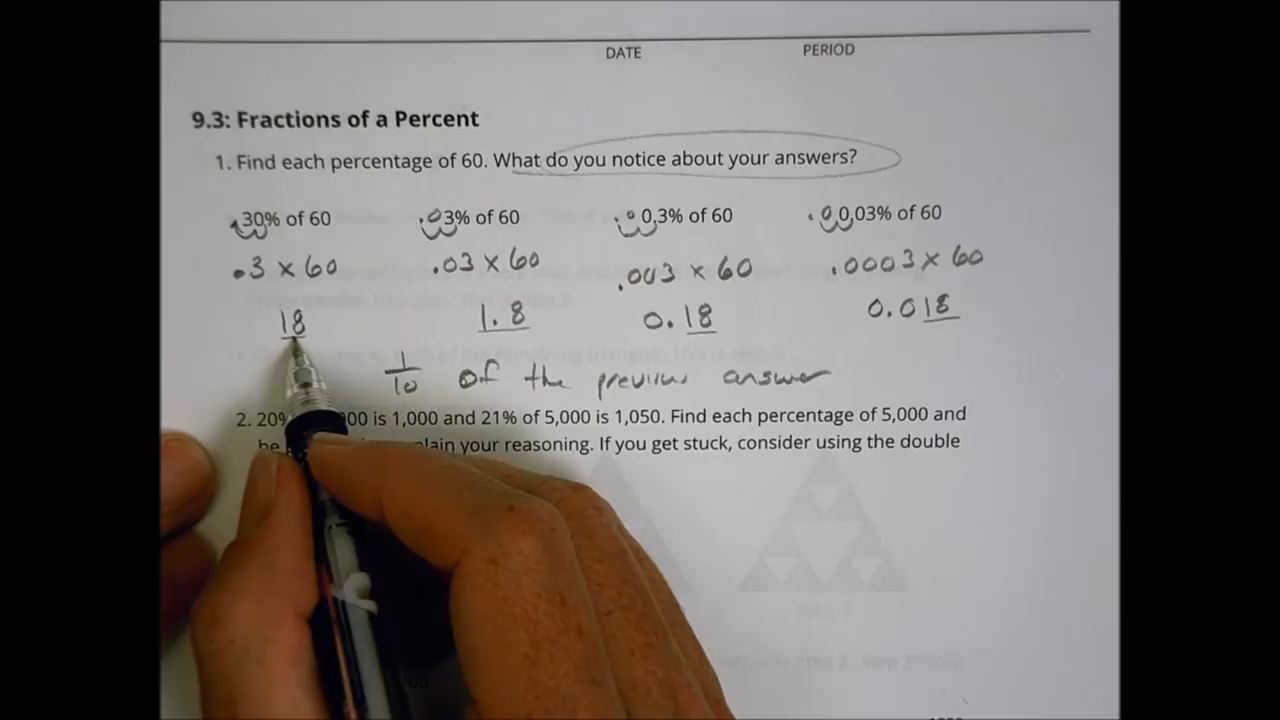 DATE PERIOD
9.3: Fractions of a Percent
1. Find each percentage of 60. What do you notice about your answers?
30% of 60 3% of 60 0.3% of 60 0.03% of 60
.3 × 60 .03 × 60 .003 × 60 .0003 × 60
18 1.8 0.18 0.018
1/10 of the previous answer
2. 20% 000 is 1,000 and 21% of 5,000 is 1,050. Find each percentage of 5,000 and
be your reasoning. If you get stuck, consider using the double